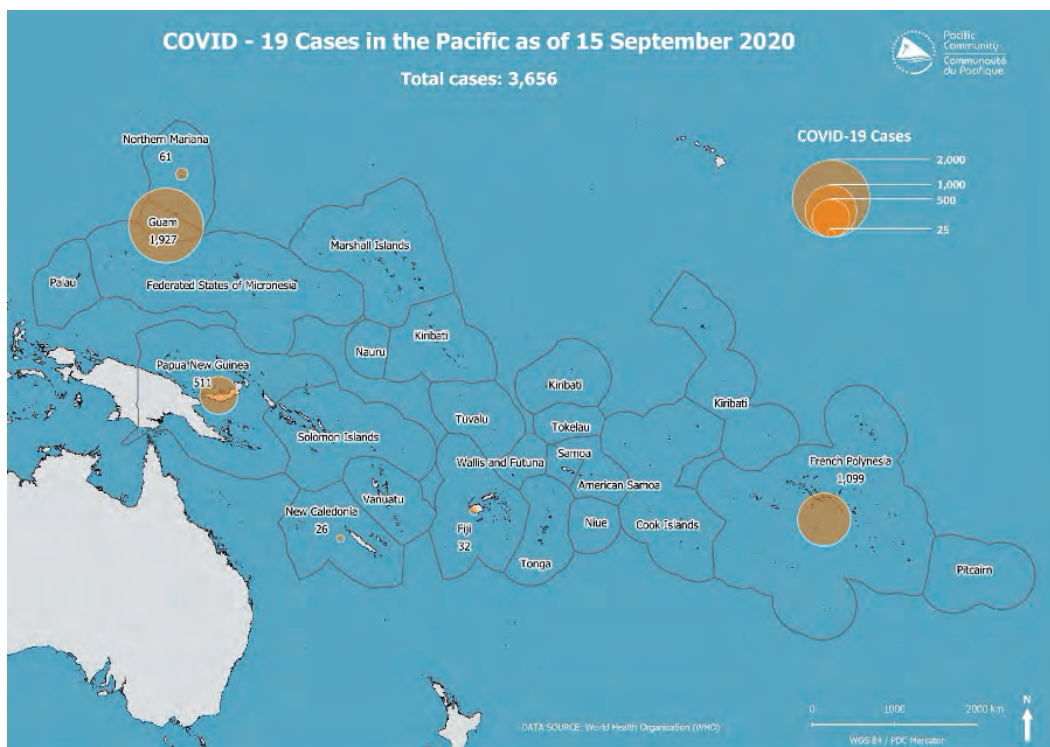 COVID - 19 Cases in the Pacific as of 15 September 2020
Total cases: 3,656
Pacific
Community
Communauté
du Pacifique
COVID-19 Cases
2,000
1,000
500
25
Northern Mariana
61
Guam
1,927
Marshall Islands
Palau
Federated States of Micronesia
Nauru
Kiribati
Papua New Guinea
511
Kiribati
Kiribati
Tuvalu
Tokelau
Solomon Islands
Samoa
Wallis and Futuna
French Polynesia
1,099
American Samoa
Vanuatu
New Caledonia
26
Fiji
32
Niue
Cook Islands
Tonga
Pitcairn
DATA SOURCE: World Health Organization (WHO)
0 1000 2000 km
N
WGS 84 / PDC Mercator